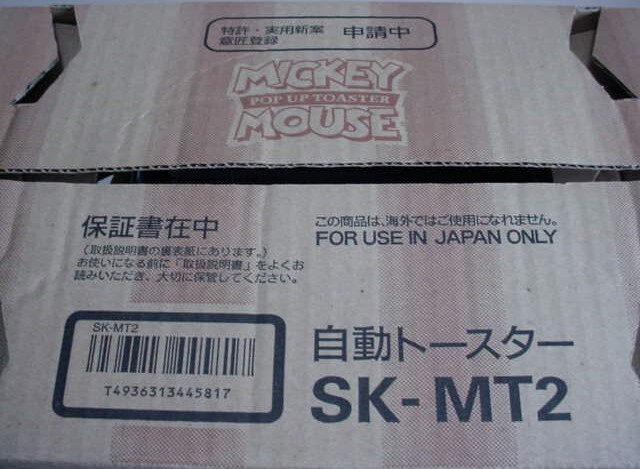 特許・実用新案
意匠登録
申請中
MICKEY
POP UP TOASTER
MOUSE
保証書在中
(取扱説明書の裏表紙にあります。)
お使いになる前に「取扱説明書」をよくお
読みいただき、大切に保管してください。
この商品は、海外ではご使用になれません。
FOR USE IN JAPAN ONLY
SK-MT2
T4936313445817
自動トースター
SK-MT2